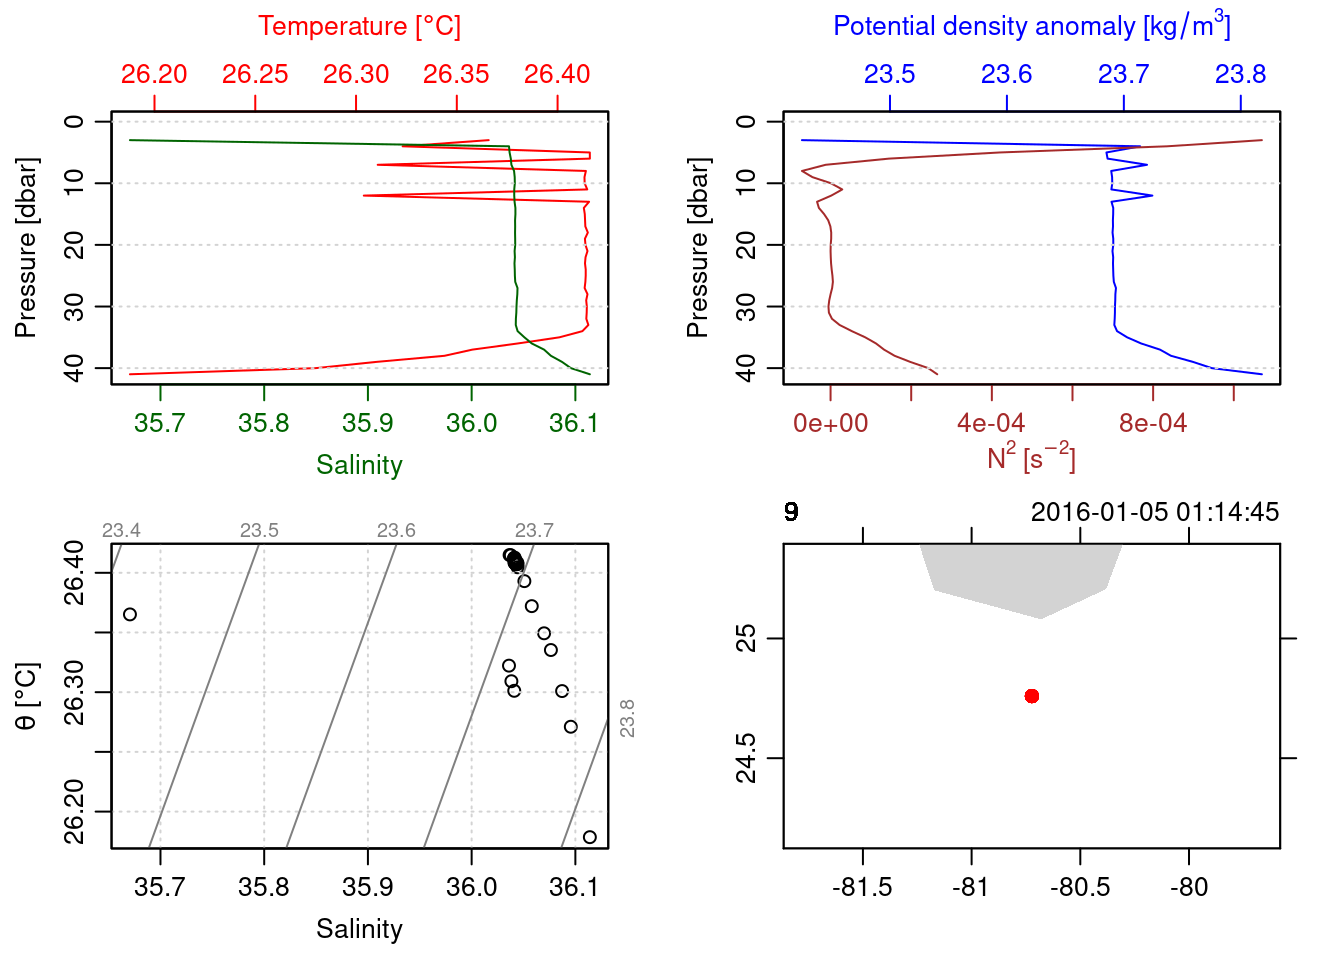 Temperature [°C]
26.20 26.25 26.30 26.35 26.40
0 10 20 30 40
Pressure [dbar]
35.7 35.8 35.9 36.0 36.1
Salinity
Potential density anomaly [kg/m³]
23.5 23.6 23.7 23.8
0 10 20 30 40
Pressure [dbar]
0e+00 4e-04 8e-04
N² [s⁻²]
23.4 23.5 23.6 23.7
23.8
26.40 26.30 26.20
θ [°C]
35.7 35.8 35.9 36.0 36.1
Salinity
9 2016-01-05 01:14:45
25 24.5
-81.5 -81 -80.5 -80